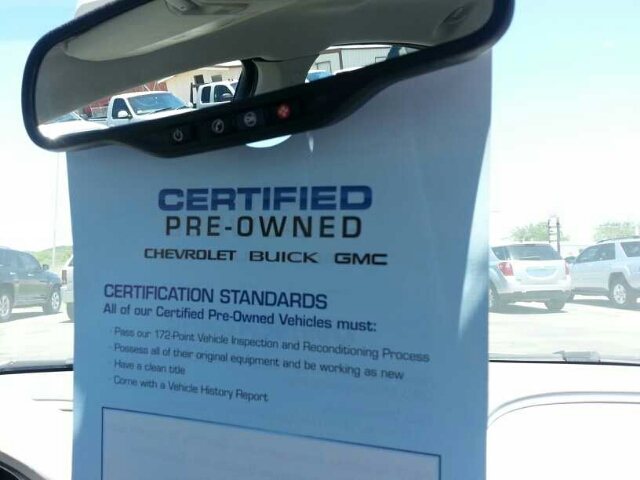 CERTIFIED
PRE-OWNED
CHEVROLET BUICK GMC
CERTIFICATION STANDARDS
All of our Certified Pre-Owned Vehicles must:
· Pass our 172-Point Vehicle Inspection and Reconditioning Process
· Possess all of their original equipment and be working as new
· Have a clean title
· Come with a Vehicle History Report